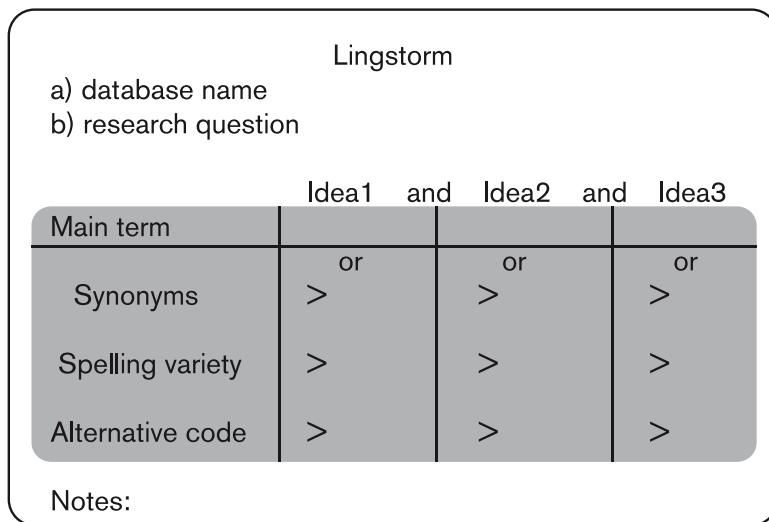 Lingstorm
a) database name
b) research question
Idea1 and Idea2 and Idea3
Main term
or or or
Synonyms > > >
Spelling variety > > >
Alternative code > > >
Notes: